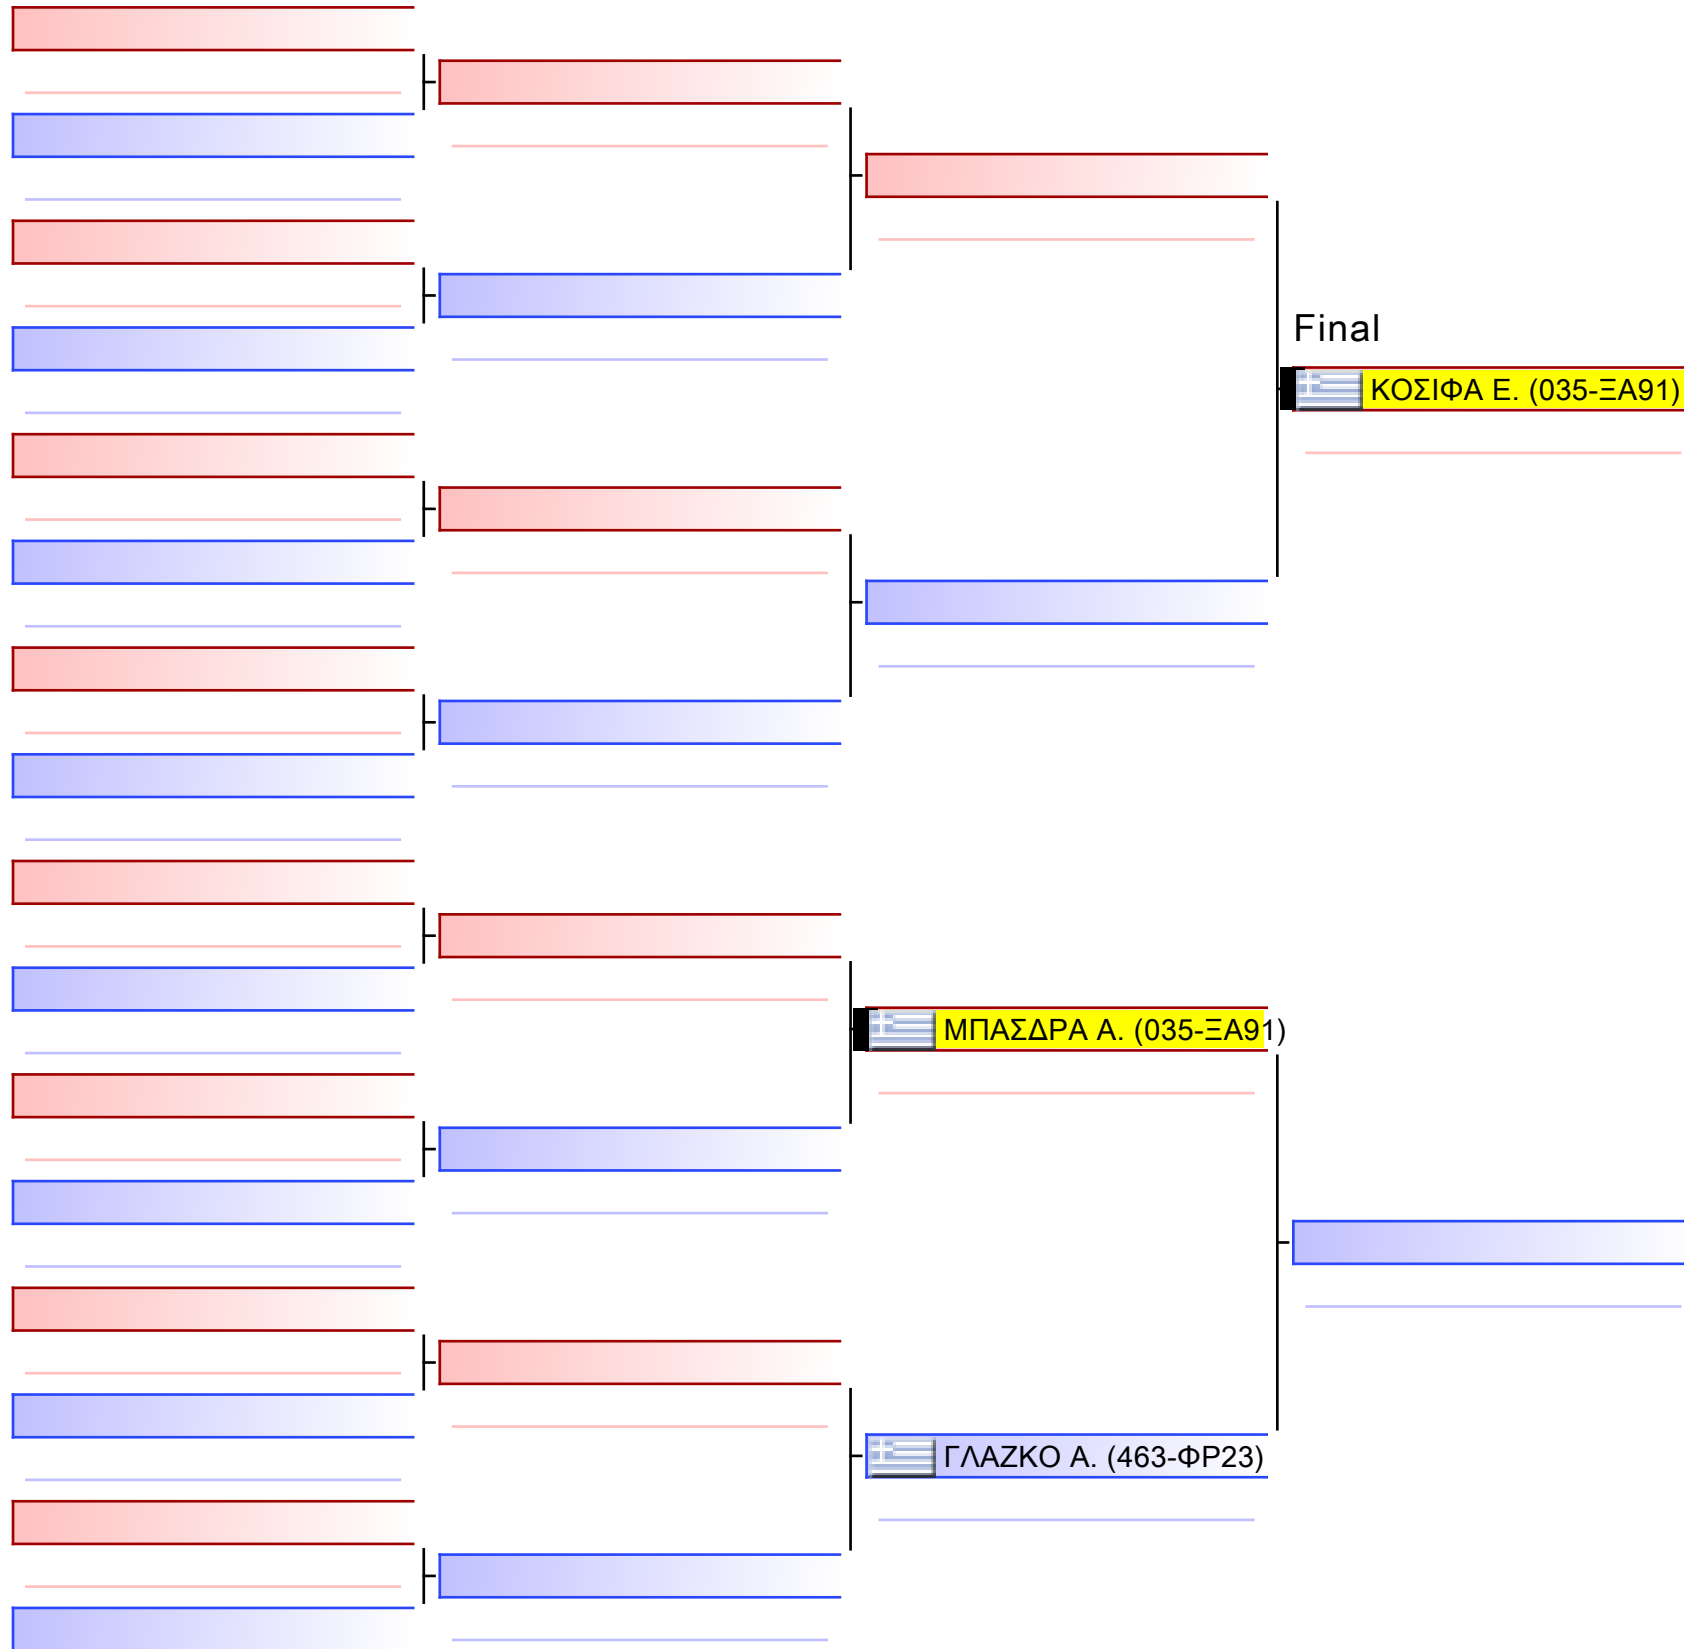 Final
ΚΟΣΙΦΑ Ε. (035-ΞΑ91)
ΜΠΑΣΔΡΑ Α. (035-ΞΑ91)
ΓΛΑΖΚΟ Α. (463-ΦΡ23)